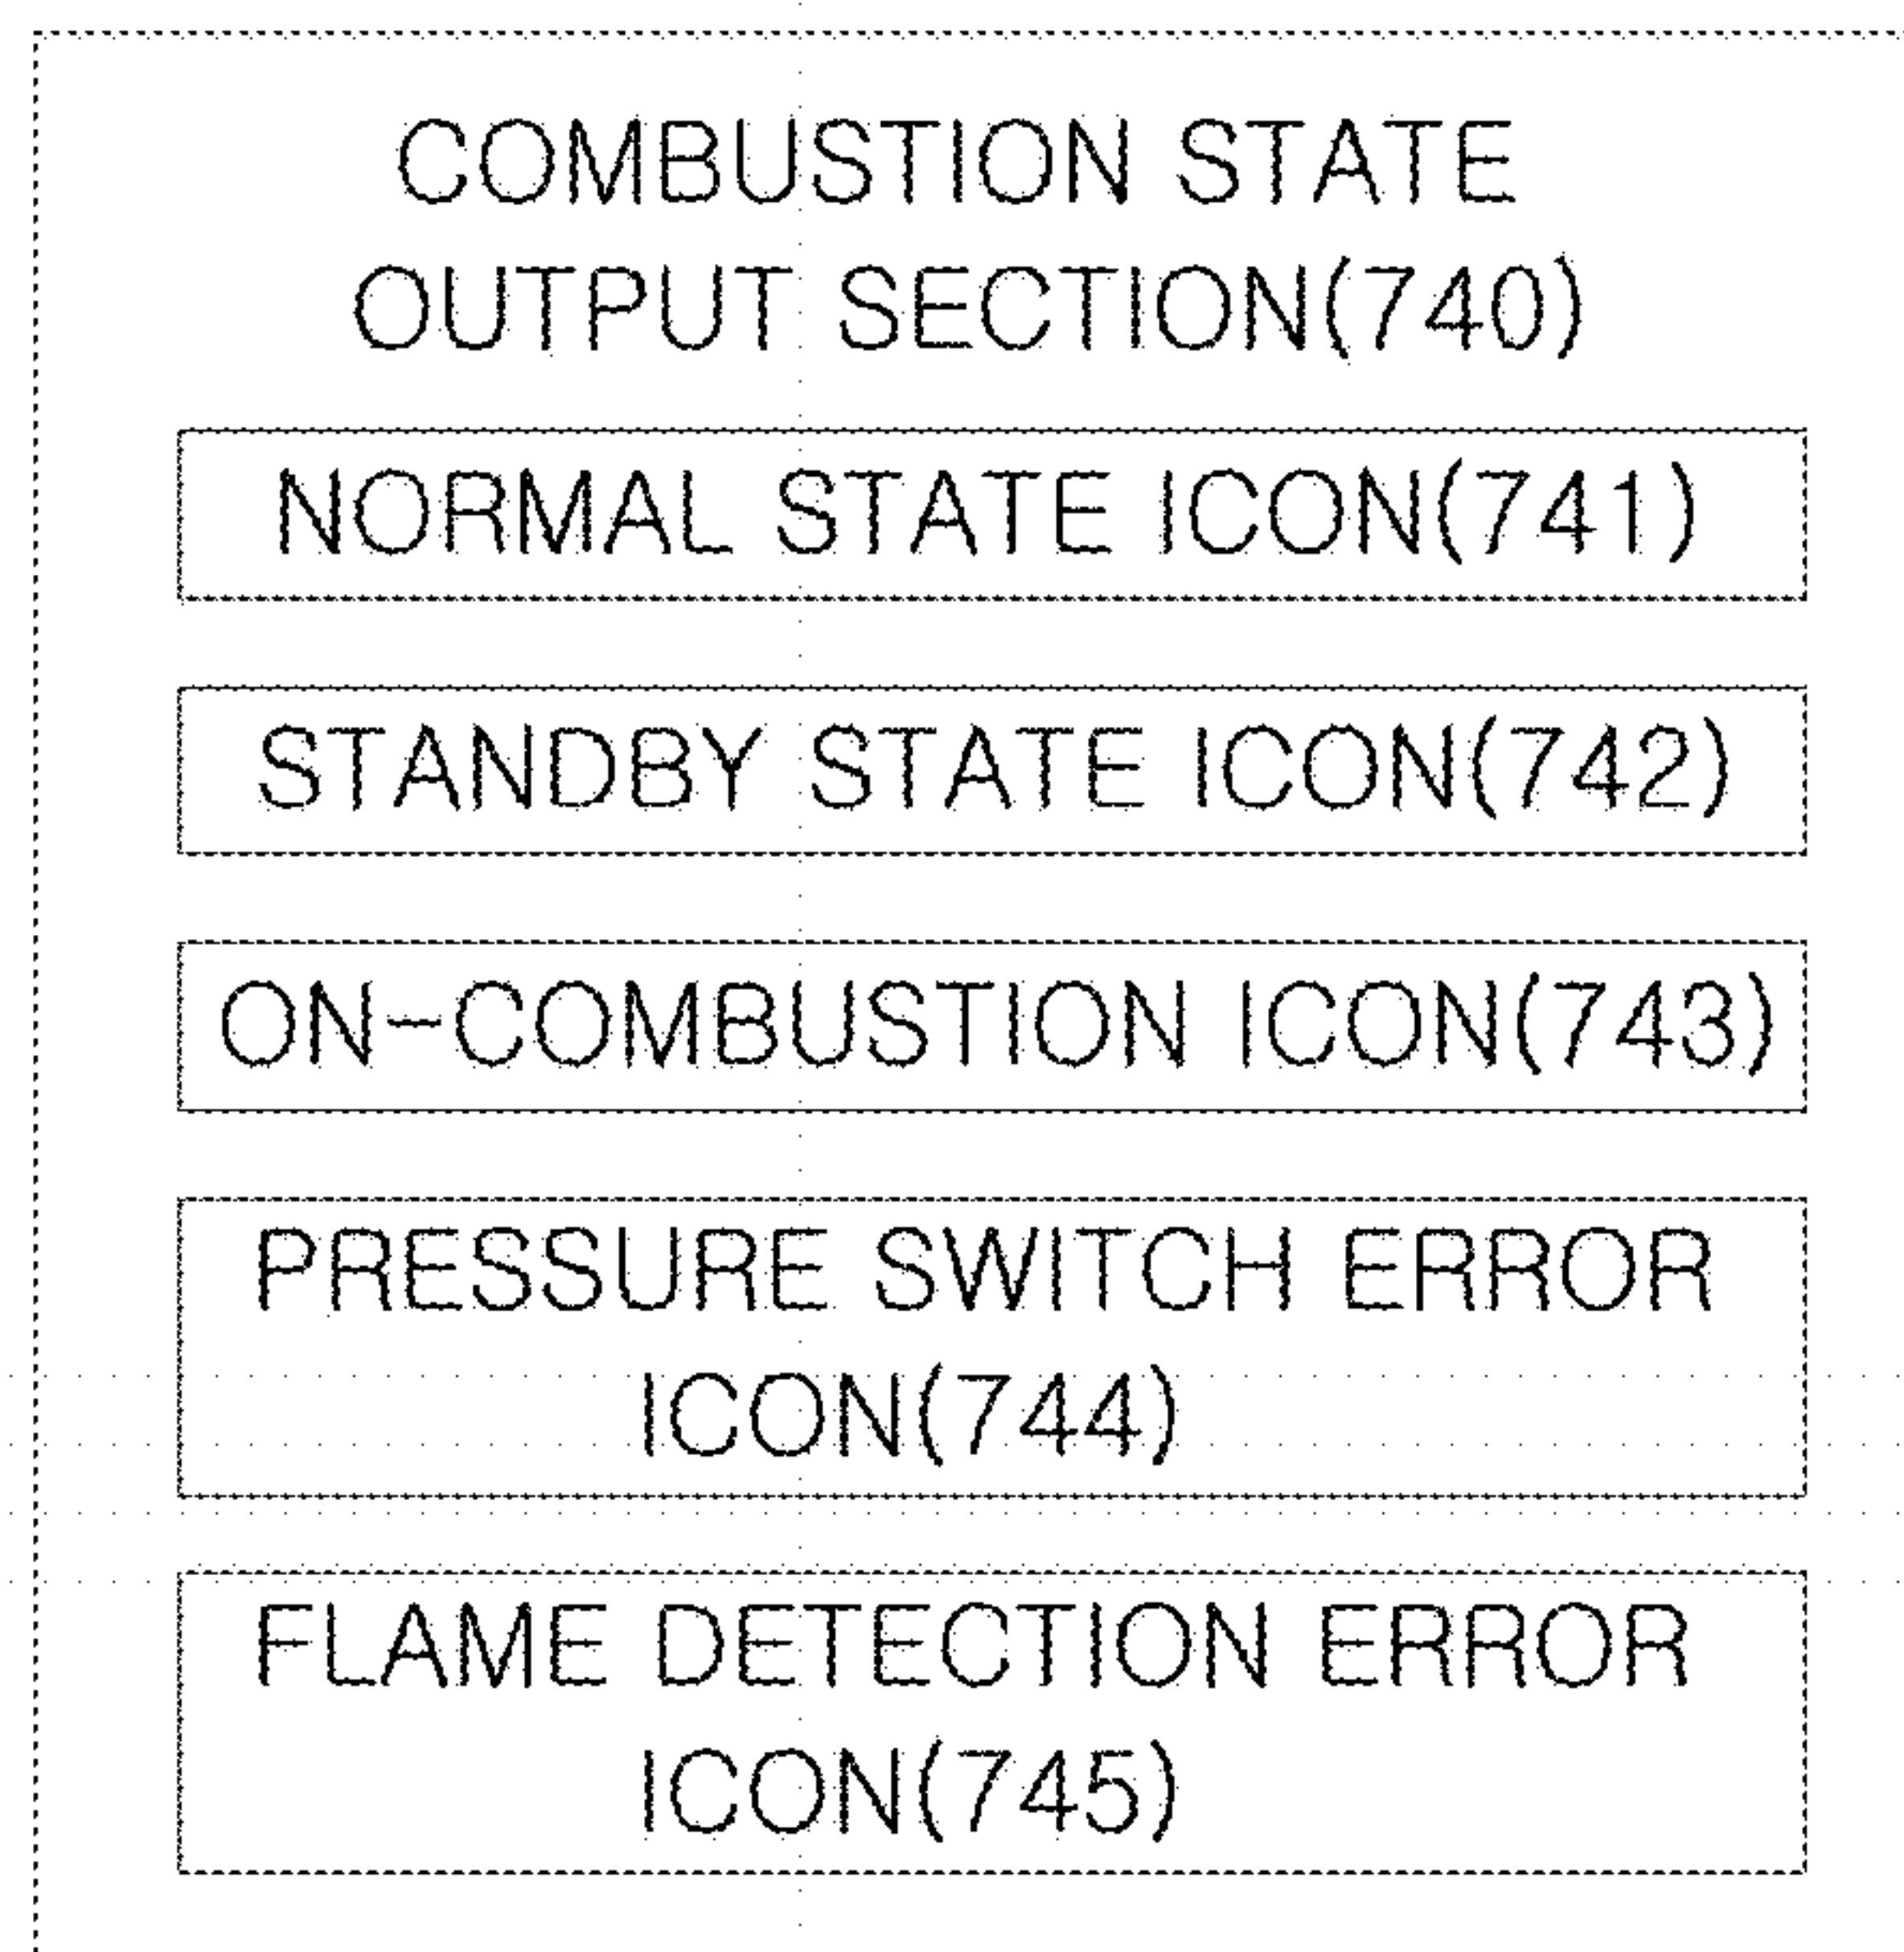 COMBUSTION STATE
OUTPUT SECTION(740)
NORMAL STATE ICON(741)
STANDBY STATE ICON(742)
ON-COMBUSTION ICON(743)
PRESSURE SWITCH ERROR
ICON(744)
FLAME DETECTION ERROR
ICON(745)